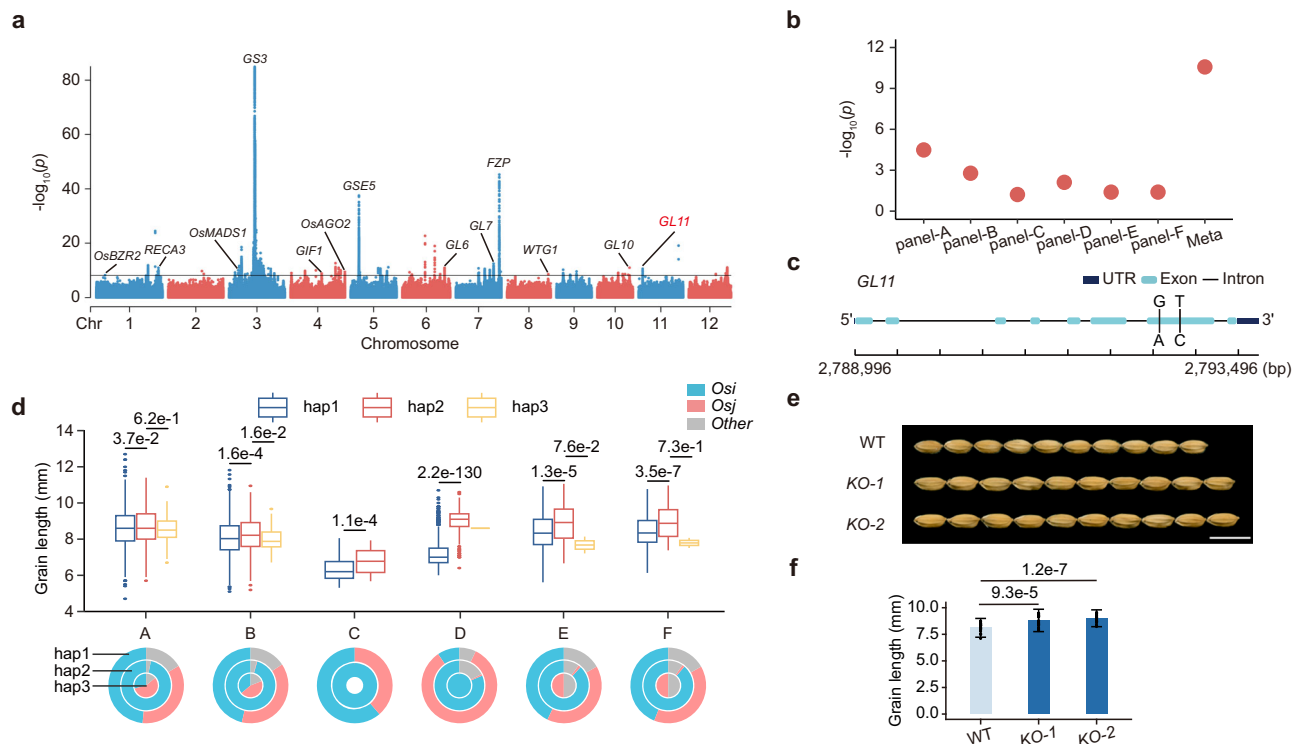 a
-log10(p)
80
60
40
20
0
GS3
FZP
GSE5
OsAGO2
OsMADS1
GL11
GL7
RECA3
OsBZR2
GIF1
GL6
WTG1
GL10
Chr 1 2 3 4 5 6 7 8 9 10 11 12
Chromosome
b
-log10(p)
12
9
6
3
0
panel-A panel-B panel-C panel-D panel-E panel-F Meta
c
UTR Exon Intron
GL11
G T
5' 3'
A C
2,788,996 2,793,496 (bp)
d
hap1 hap2 hap3
Osi
Osj
Other
Grain length (mm)
14
12
10
8
6
4
6.2e-1
3.7e-2
1.6e-2
1.6e-4
1.1e-4
2.2e-130
7.6e-2
1.3e-5
7.3e-1
3.5e-7
A B C D E F
hap1
hap2
hap3
e
WT
KO-1
KO-2
f
1.2e-7
9.3e-5
Grain length (mm)
10.0
7.5
5.0
2.5
0.0
WT KO-1 KO-2